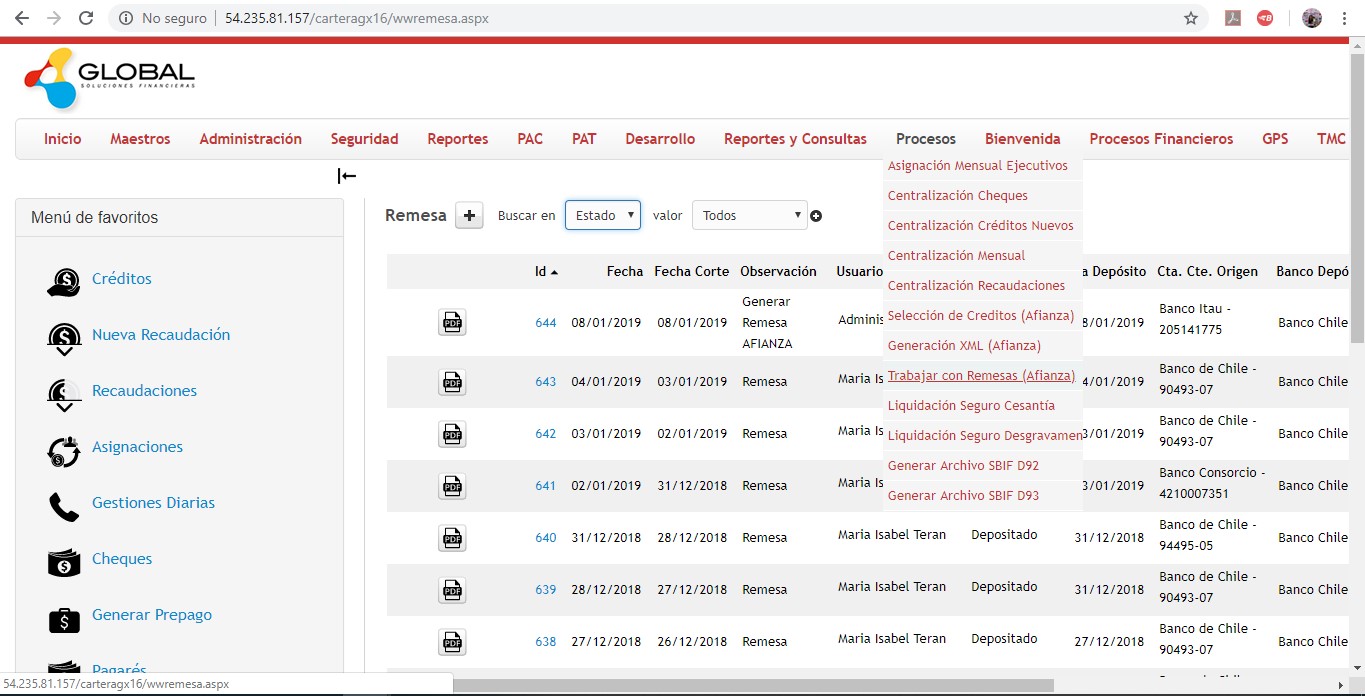 No seguro
54.235.81.157/carteragx16/wwremesa.aspx
GLOBAL
SOLUCIONES FINANCIERAS
Inicio Maestros Administración Seguridad Reportes PAC PAT Desarrollo Reportes y Consultas Procesos Bienvenida Procesos Financieros GPS TMC
Asignación Mensual Ejecutivos
Centralización Cheques
Centralización Créditos Nuevos
Centralización Mensual
Centralización Recaudaciones
Selección de Creditos (Afianza)
Generación XML (Afianza)
Trabajar con Remesas (Afianza)
Liquidación Seguro Cesantía
Liquidación Seguro Desgravamen
Generar Archivo SBIF D92
Generar Archivo SBIF D93
Menú de favoritos
Créditos
Nueva Recaudación
Recaudaciones
Asignaciones
Gestiones Diarias
Cheques
Generar Prepago
Pagarés
Remesa + Buscar en Estado valor Todos
Id Fecha Fecha Corte Observación Usuario a Depósito Cta. Cte. Origen Banco Depó
PDF 644 08/01/2019 08/01/2019 Generar Remesa AFIANZA Adminis 8/01/2019 Banco Itau - 205141775 Banco Chile
PDF 643 04/01/2019 03/01/2019 Remesa Maria Is 4/01/2019 Banco de Chile - 90493-07 Banco Chile
PDF 642 03/01/2019 02/01/2019 Remesa Maria Is 3/01/2019 Banco de Chile - 90493-07 Banco Chile
PDF 641 02/01/2019 31/12/2018 Remesa Maria Is 3/01/2019 Banco Consorcio - 4210007351 Banco Chile
PDF 640 31/12/2018 28/12/2018 Remesa Maria Isabel Teran Depositado 31/12/2018 Banco de Chile - 94495-05 Banco Chile
PDF 639 28/12/2018 27/12/2018 Remesa Maria Isabel Teran Depositado 28/12/2018 Banco de Chile - 90493-07 Banco Chile
PDF 638 27/12/2018 26/12/2018 Remesa Maria Isabel Teran Depositado 27/12/2018 Banco de Chile - 90493-07 Banco Chile
54.235.81.157/carteragx16/wwremesa.aspx